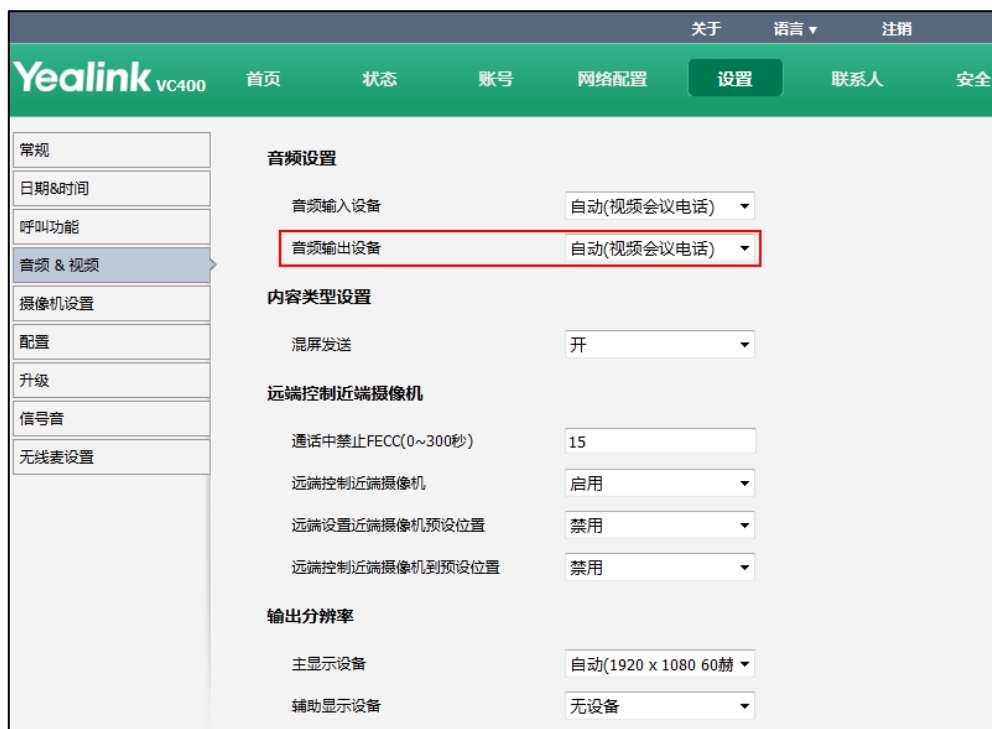 关于 语言 ▾ 注销
Yealink VC400 首页 状态 账号 网络配置 设置 联系人 安全
常规
日期&时间
呼叫功能
音频 & 视频
摄像机设置
配置
升级
信号音
无线麦设置
音频设置
音频输入设备 自动(视频会议电话)
音频输出设备 自动(视频会议电话)
内容类型设置
混屏发送 开
远端控制近端摄像机
通话中禁止FECC(0~300秒) 15
远端控制近端摄像机 启用
远端设置近端摄像机预设位置 禁用
远端控制近端摄像机到预设位置 禁用
输出分辨率
主显示设备 自动(1920 x 1080 60赫
辅助显示设备 无设备